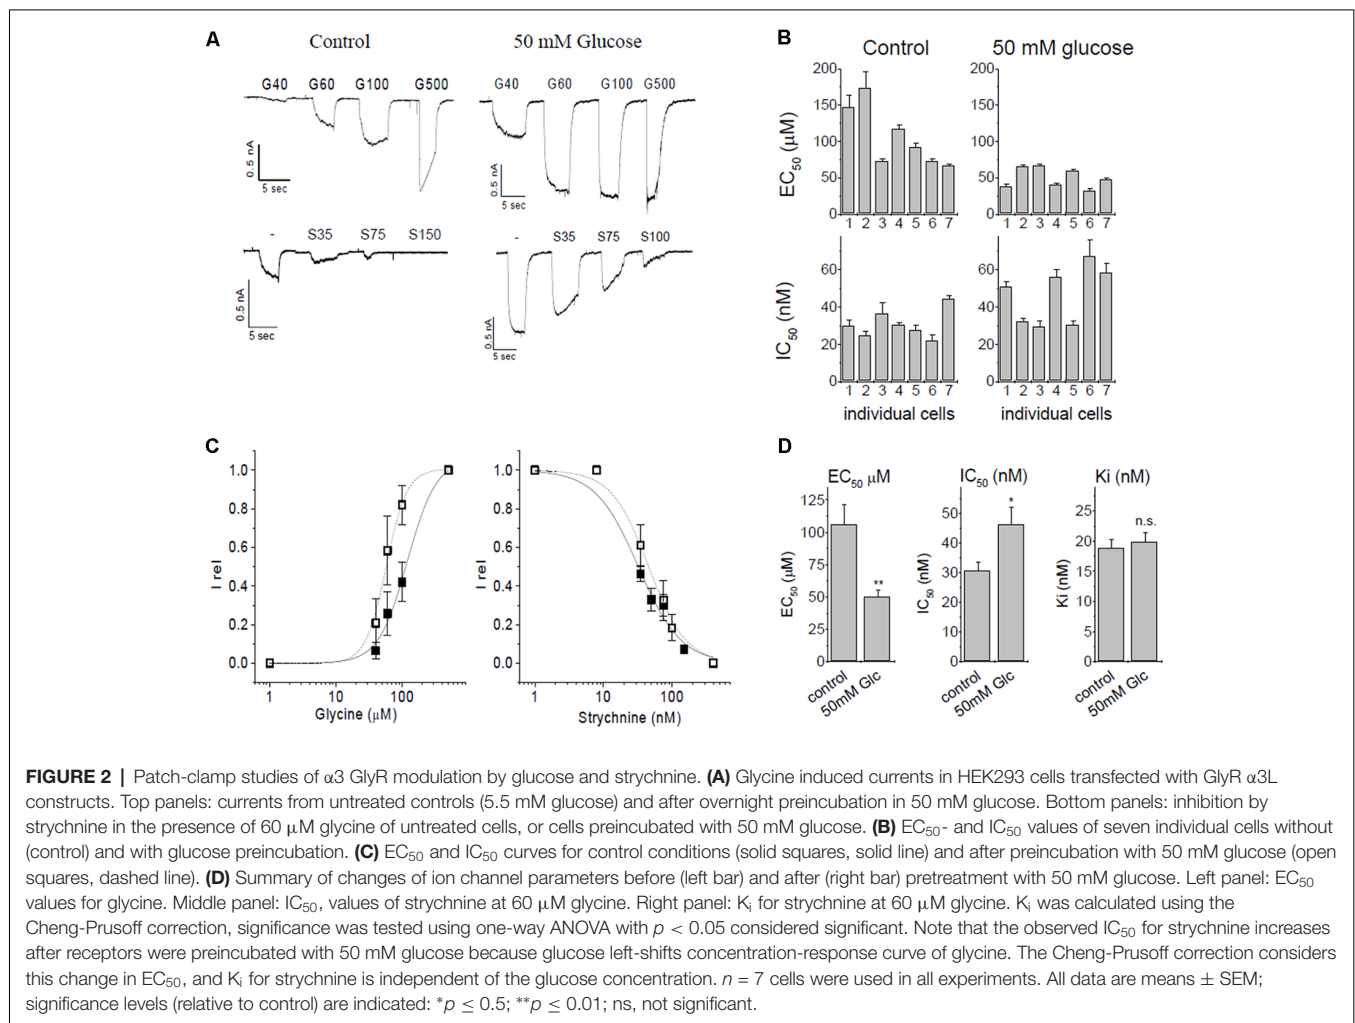 A
Control
50 mM Glucose
G40 G60 G100 G500
G40 G60 G100 G500
0.5 nA
5 sec
0.5 nA
5 sec
- S35 S75 S150
- S35 S75 S100
0.5 nA
5 sec
0.5 nA
5 sec
B
Control
50 mM glucose
EC50 (μM)
200
150
100
50
0
1 2 3 4 5 6 7
1 2 3 4 5 6 7
IC50 (nM)
60
40
20
0
1 2 3 4 5 6 7
1 2 3 4 5 6 7
individual cells
individual cells
C
I rel
1.0
0.8
0.6
0.4
0.2
0.0
1 10 100
Glycine (μM)
I rel
1.0
0.8
0.6
0.4
0.2
0.0
1 10 100
Strychnine (nM)
D
EC50 μM
EC50 (μM)
125
100
75
50
25
0
**
control
50mM Glc
IC50 (nM)
IC50 (nM)
50
40
30
20
10
0
*
control
50mM Glc
Ki (nM)
Ki (nM)
25
20
15
10
5
0
n.s.
control
50mM Glc
FIGURE 2 | Patch-clamp studies of α3 GlyR modulation by glucose and strychnine. (A) Glycine induced currents in HEK293 cells transfected with GlyR α3L
constructs. Top panels: currents from untreated controls (5.5 mM glucose) and after overnight preincubation in 50 mM glucose. Bottom panels: inhibition by
strychnine in the presence of 60 μM glycine of untreated cells, or cells preincubated with 50 mM glucose. (B) EC50- and IC50 values of seven individual cells without
(control) and with glucose preincubation. (C) EC50 and IC50 curves for control conditions (solid squares, solid line) and after preincubation with 50 mM glucose (open
squares, dashed line). (D) Summary of changes of ion channel parameters before (left bar) and after (right bar) pretreatment with 50 mM glucose. Left panel: EC50
values for glycine. Middle panel: IC50, values of strychnine at 60 μM glycine. Right panel: Ki for strychnine at 60 μM glycine. Ki was calculated using the
Cheng-Prusoff correction, significance was tested using one-way ANOVA with p < 0.05 considered significant. Note that the observed IC50 for strychnine increases
after receptors were preincubated with 50 mM glucose because glucose left-shifts concentration-response curve of glycine. The Cheng-Prusoff correction considers
this change in EC50, and Ki for strychnine is independent of the glucose concentration. n = 7 cells were used in all experiments. All data are means ± SEM;
significance levels (relative to control) are indicated: *p ≤ 0.5; **p ≤ 0.01; ns, not significant.